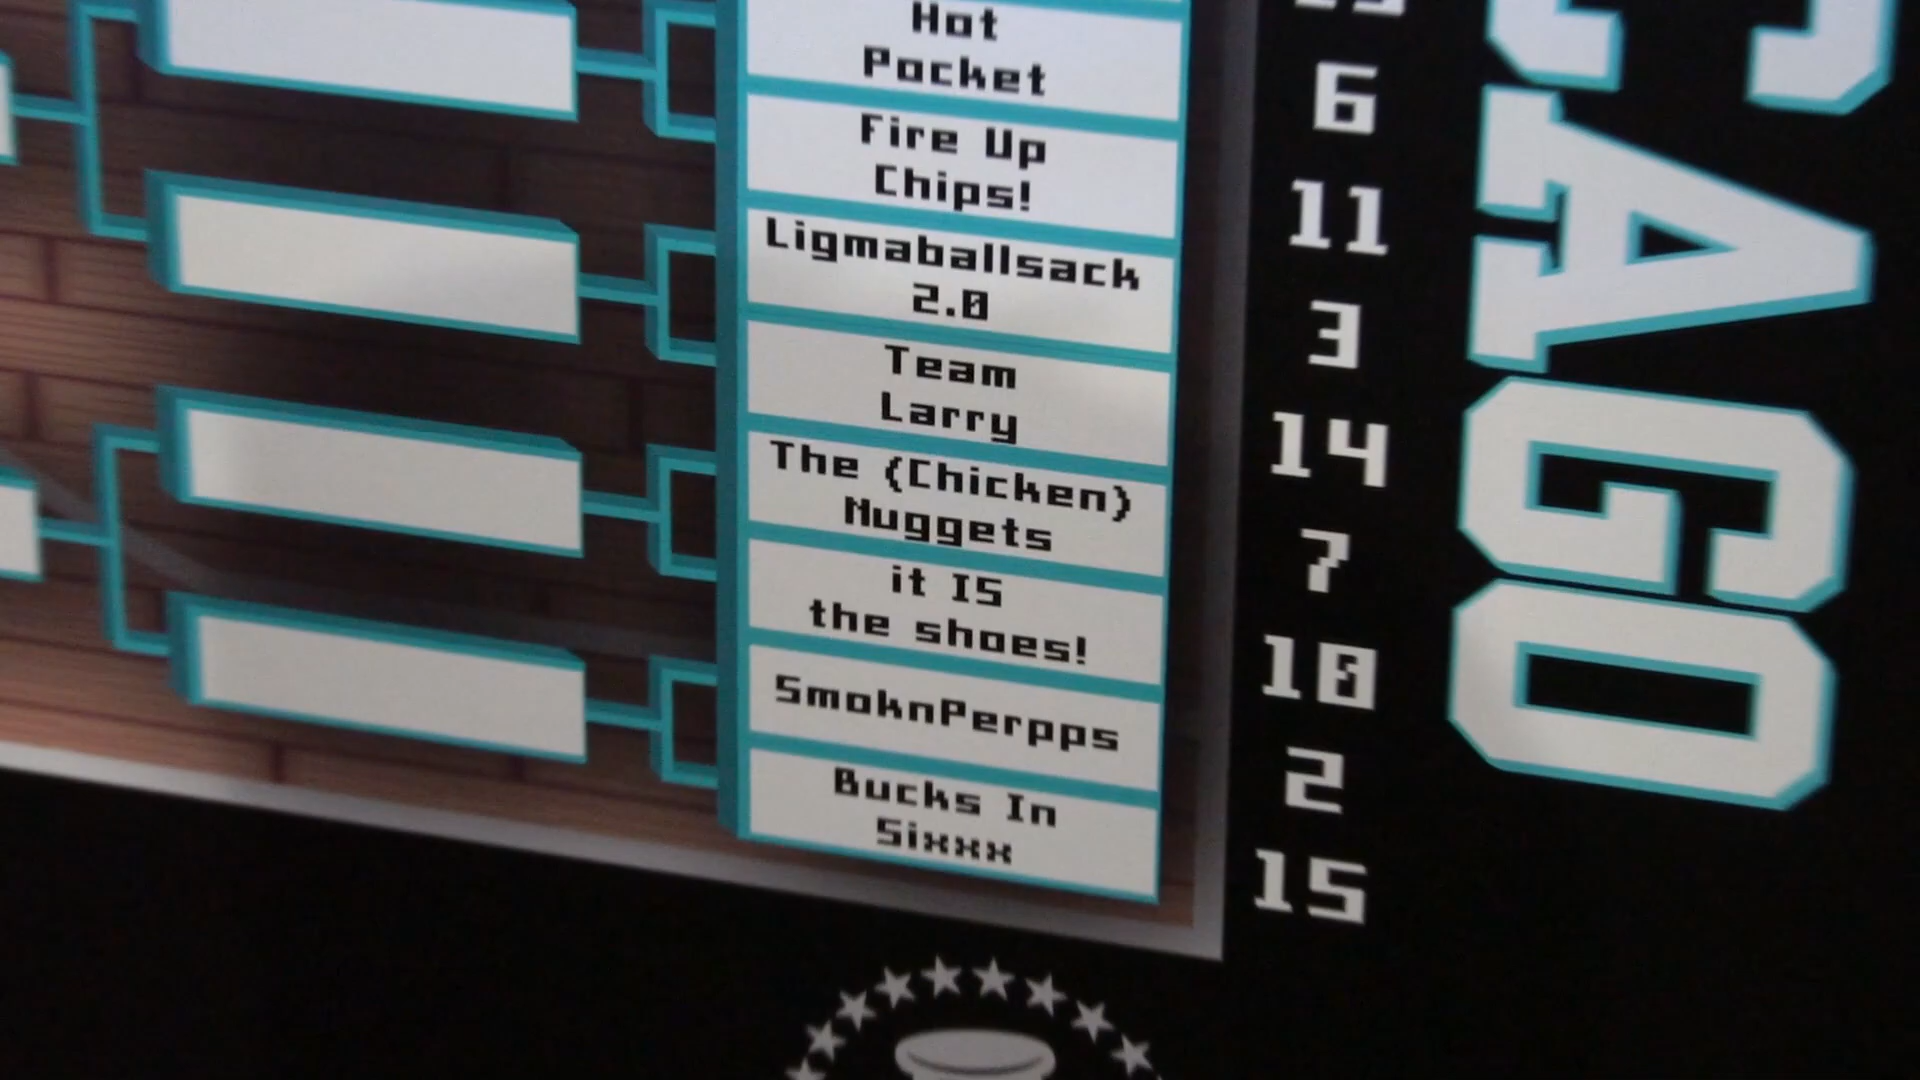 Hot
Pocket
6
Fire Up
Chips!
11
Ligmaballsack
2.0
3
Team
Larry
14
The (Chicken)
Nuggets
7
it IS
the shoes!
10
SmoknPerpps
2
Bucks In
Sixxx
15
CAGO